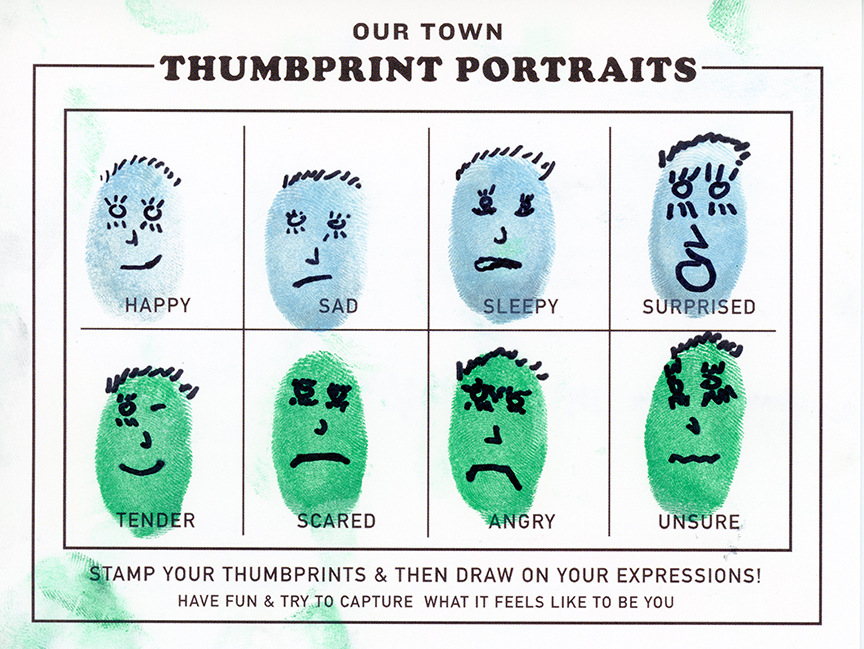 OUR TOWN
THUMBPRINT PORTRAITS
HAPPY
SAD
SLEEPY
SURPRISED
TENDER
SCARED
ANGRY
UNSURE
STAMP YOUR THUMBPRINTS & THEN DRAW ON YOUR EXPRESSIONS!
HAVE FUN & TRY TO CAPTURE WHAT IT FEELS LIKE TO BE YOU